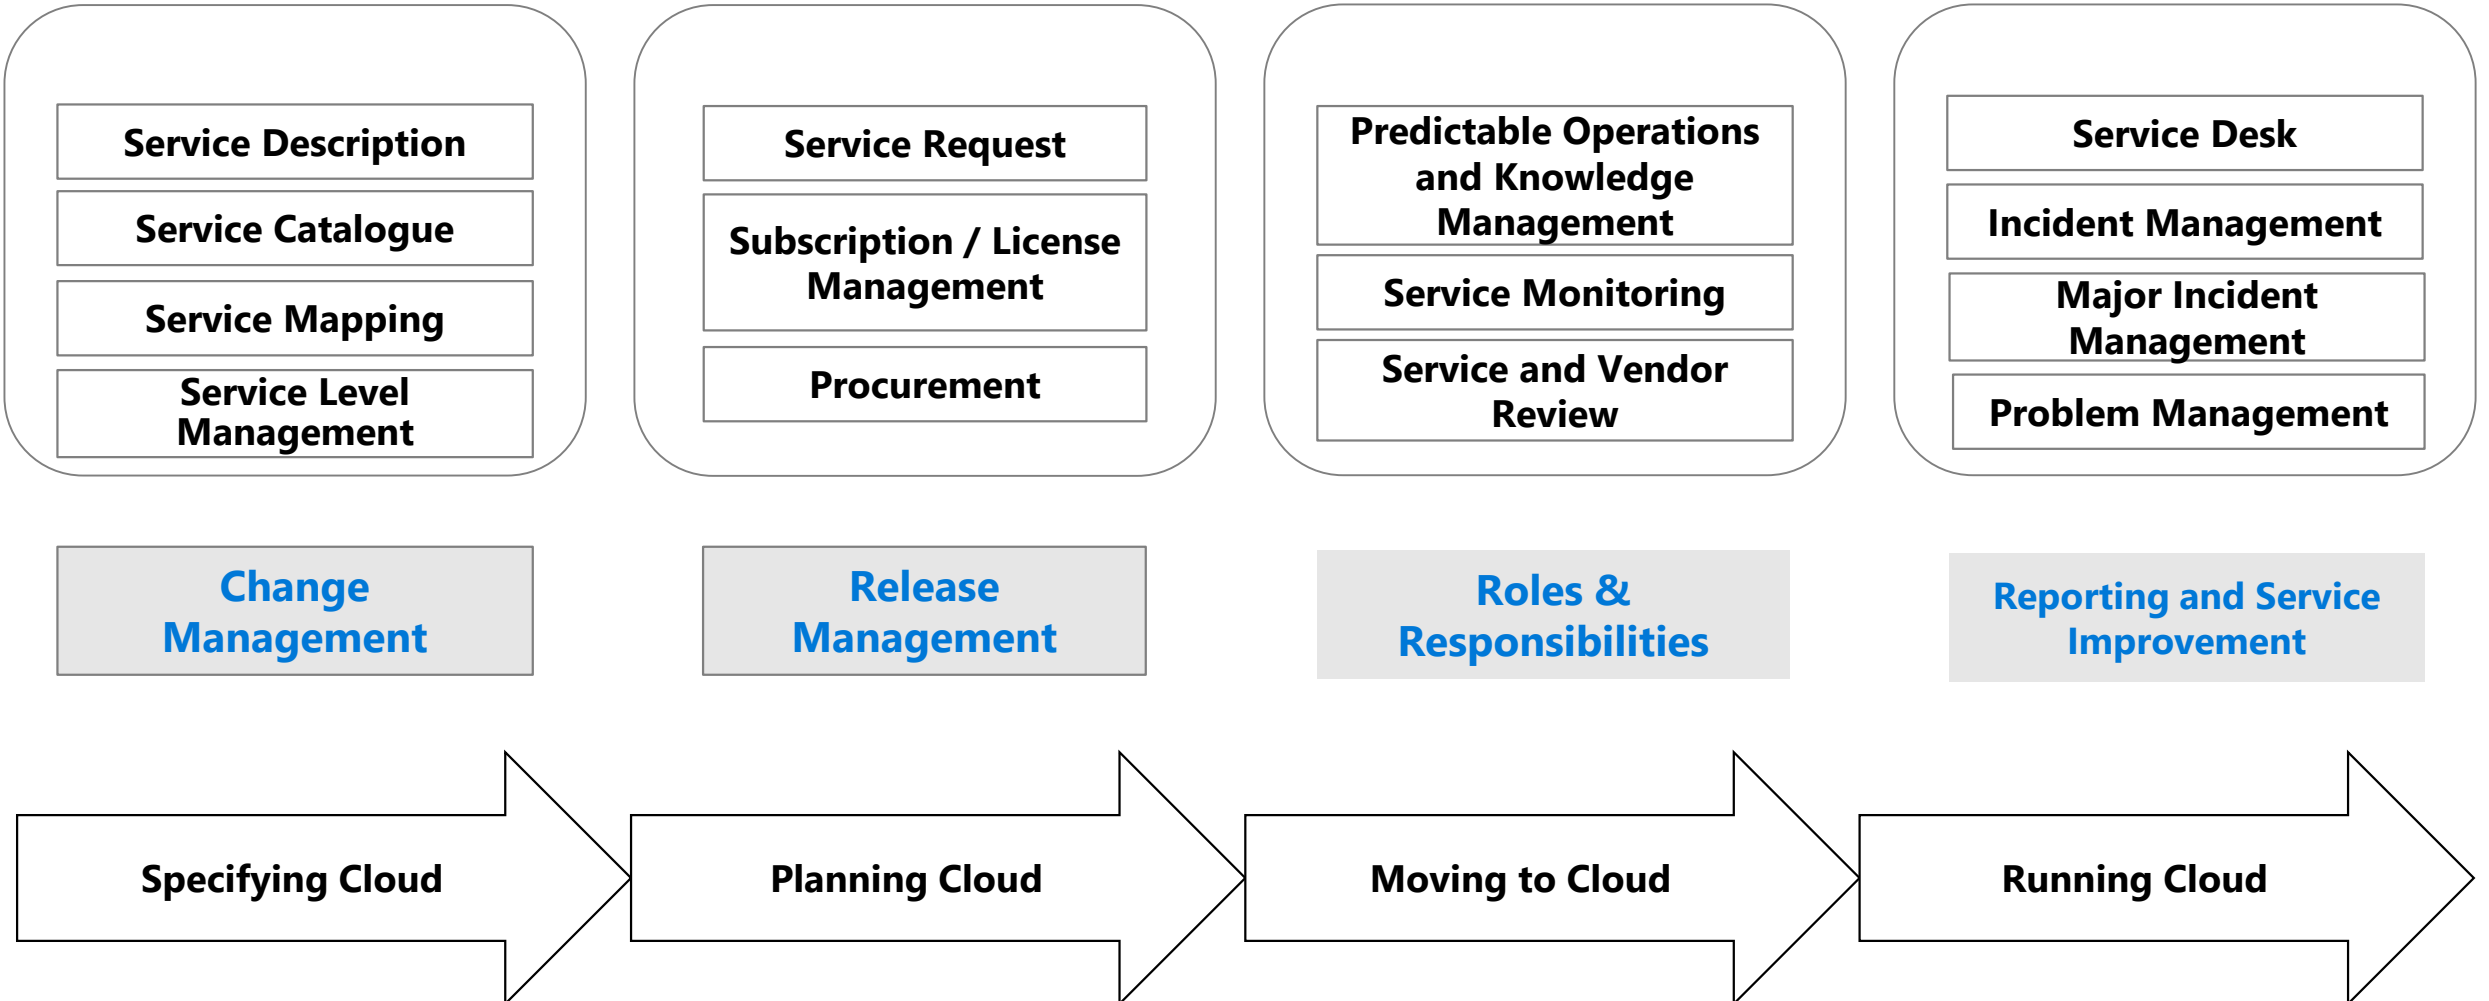 Service Description
Service Catalogue
Service Mapping
Service Level
Management
Service Request
Subscription / License
Management
Procurement
Predictable Operations
and Knowledge
Management
Service Monitoring
Service and Vendor
Review
Service Desk
Incident Management
Major Incident
Management
Problem Management
Change
Management
Release
Management
Roles &
Responsibilities
Reporting and Service
Improvement
Specifying Cloud
Planning Cloud
Moving to Cloud
Running Cloud